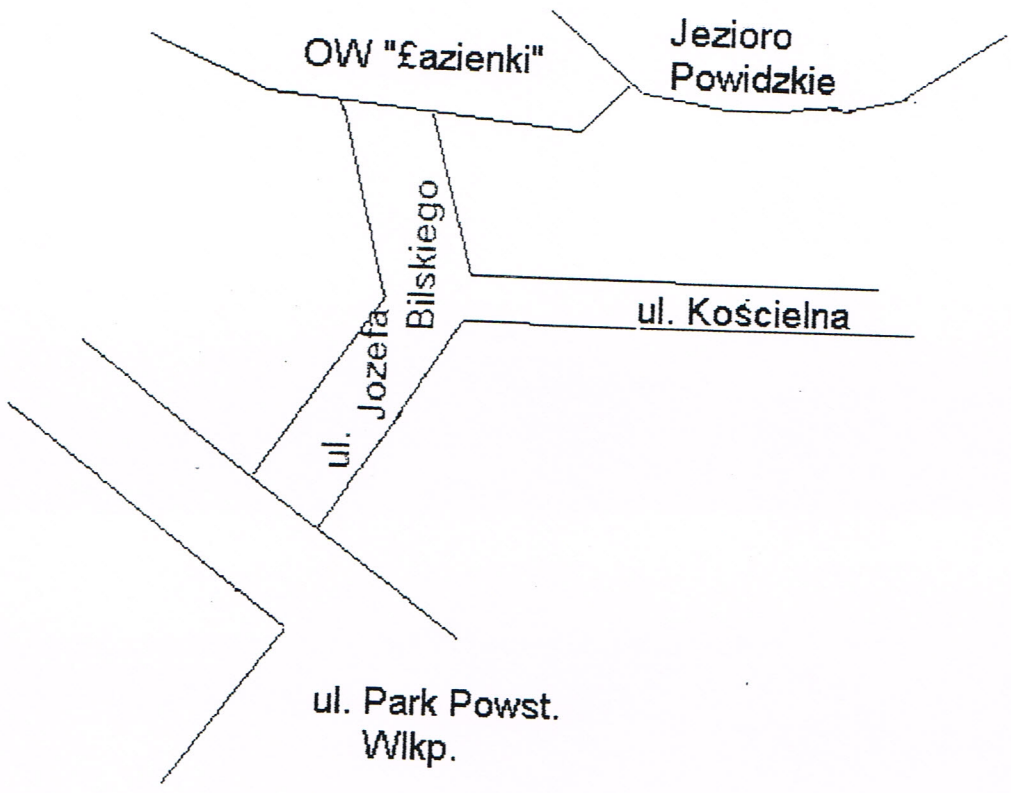 OW "£azienki"
Jezioro
Powidzkie
ul. Jozefa
Bilskiego
ul. Kościelna
ul. Park Powst.
Wlkp.